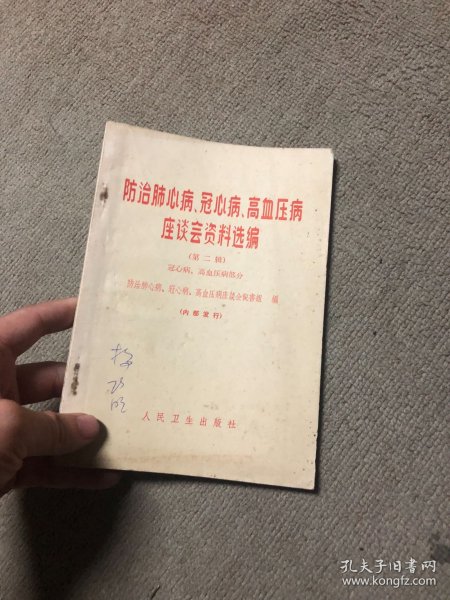 防治肺心病、冠心病、高血压病
座谈会资料选编
（第二辑）
冠心病、高血压病部分
防治肺心病、冠心病、高血压病座谈会秘书组 编
（内部发行）
人民卫生出版社
孔夫子旧书网
www.kongfz.com